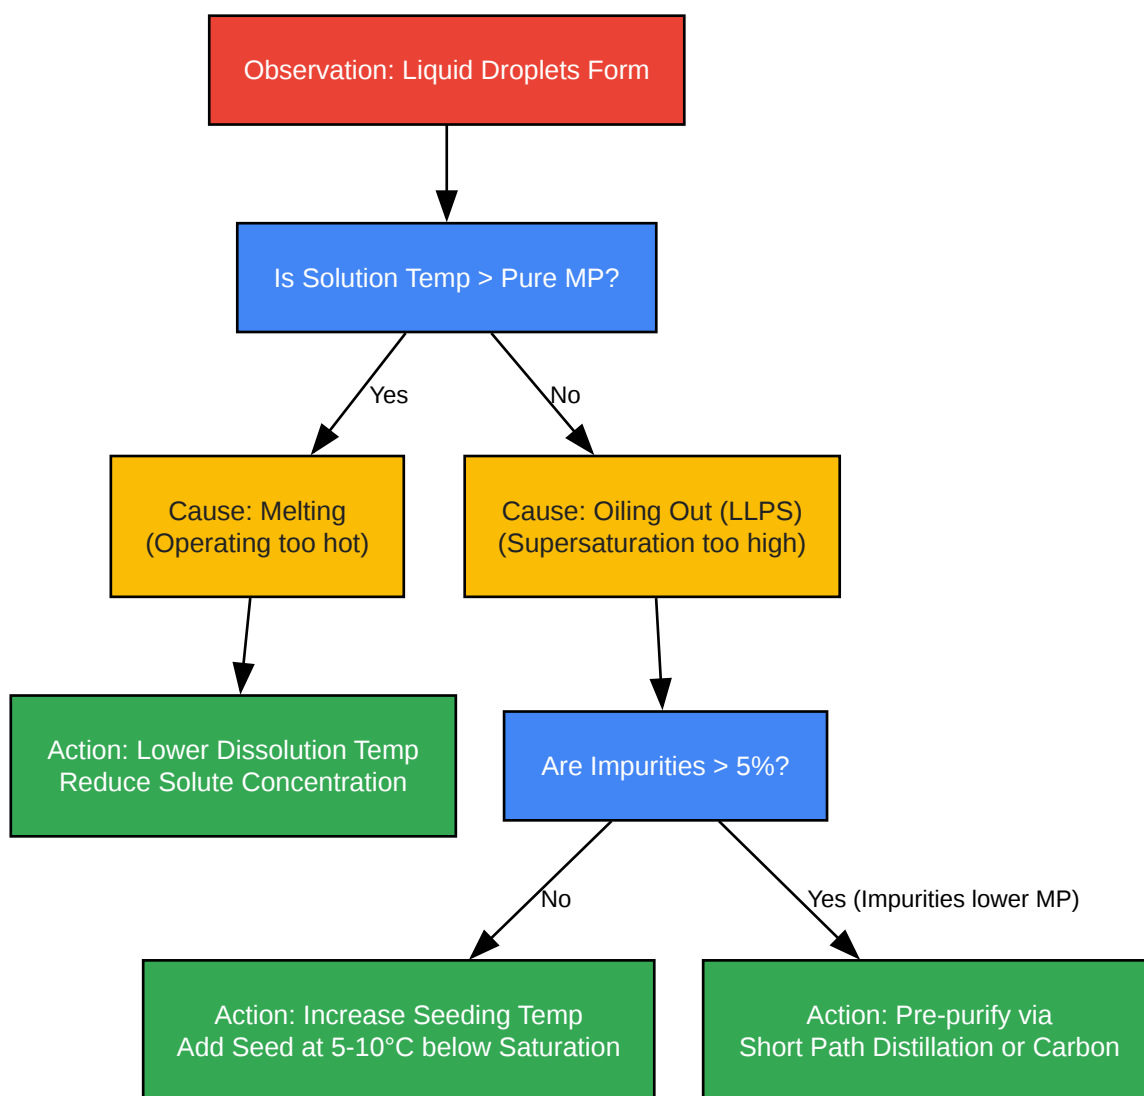 Observation: Liquid Droplets Form
Is Solution Temp > Pure MP?
Yes
No
Cause: Melting
(Operating too hot)
Cause: Oiling Out (LLPS)
(Supersaturation too high)
Action: Lower Dissolution Temp
Reduce Solute Concentration
Are Impurities > 5%?
No
Yes (Impurities lower MP)
Action: Increase Seeding Temp
Add Seed at 5-10°C below Saturation
Action: Pre-purify via
Short Path Distillation or Carbon